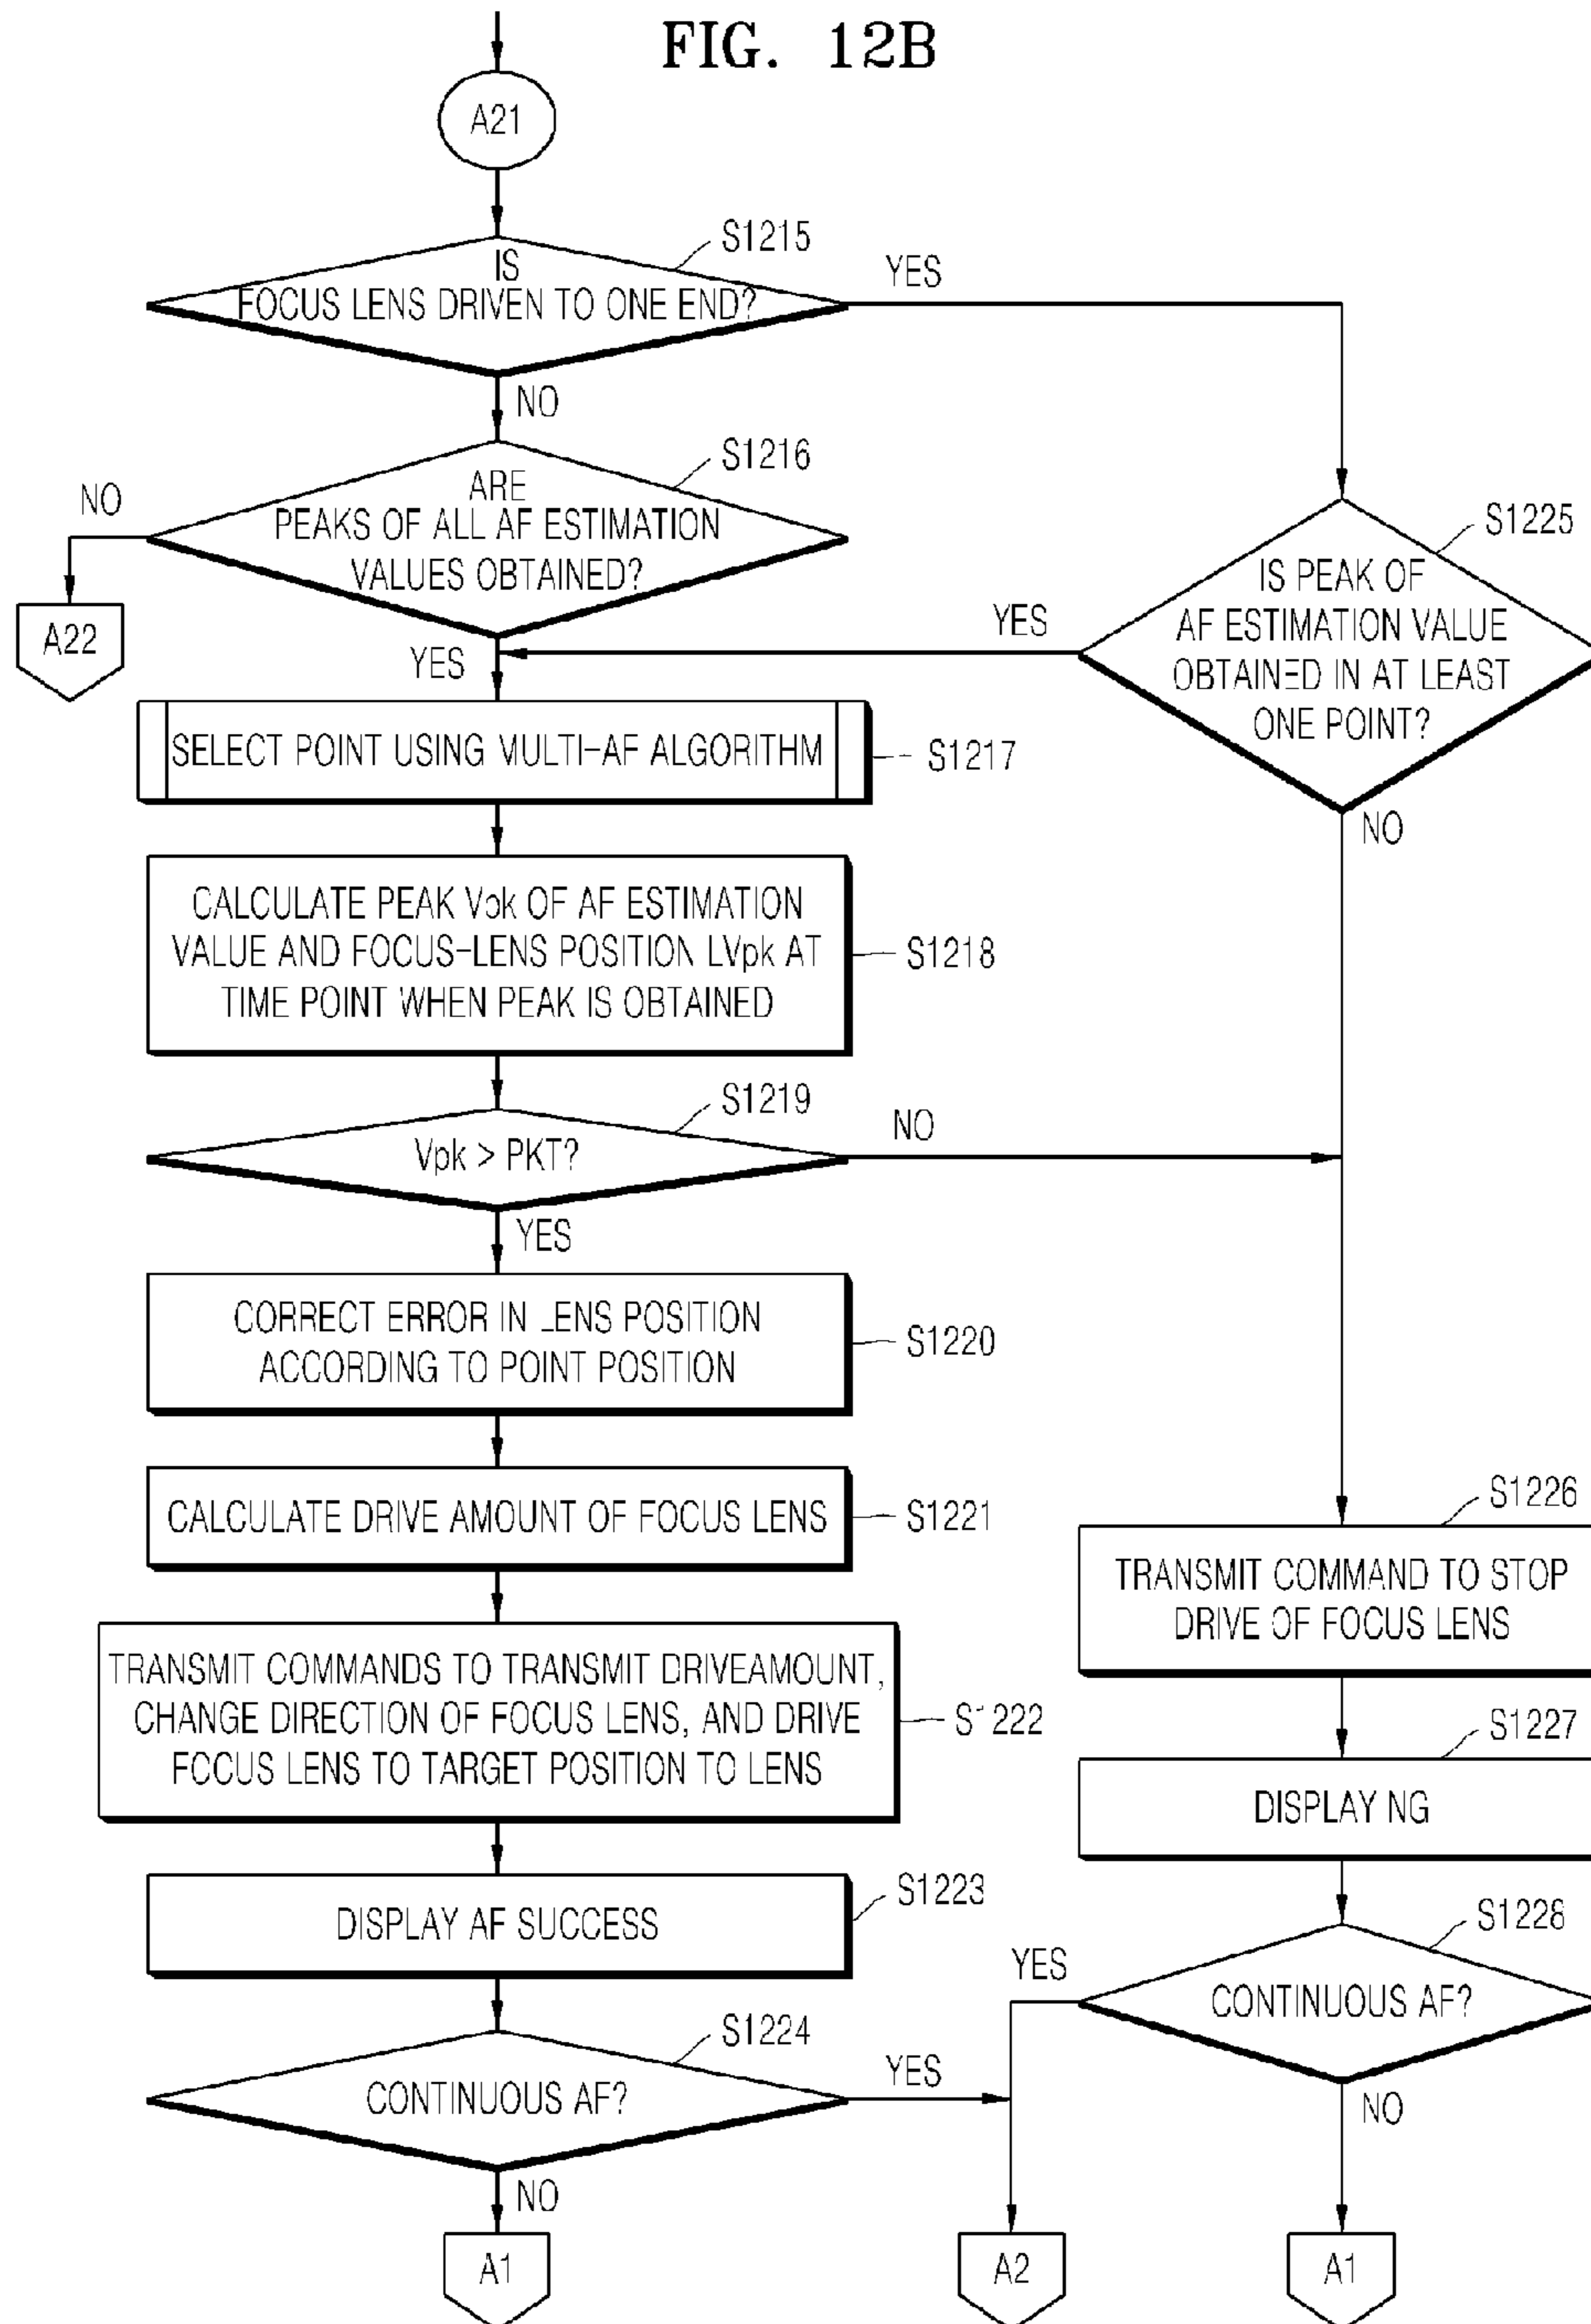 FIG. 12B
A21
S1215
IS
FOCUS LENS DRIVEN TO ONE END?
YES
NO
S1216
ARE
PEAKS OF ALL AF ESTIMATION
VALUES OBTAINED?
NO
A22
YES
S1225
IS PEAK OF
AF ESTIMATION VALUE
OBTAINED IN AT LEAST
ONE POINT?
YES
NO
SELECT POINT USING MULTI-AF ALGORITHM
S1217
CALCULATE PEAK Vpk OF AF ESTIMATION
VALUE AND FOCUS-LENS POSITION LVpk AT
TIME POINT WHEN PEAK IS OBTAINED
S1218
S1219
Vpk > PKT?
NO
YES
CORRECT ERROR IN LENS POSITION
ACCORDING TO POINT POSITION
S1220
CALCULATE DRIVE AMOUNT OF FOCUS LENS
S1221
S1226
TRANSMIT COMMAND TO STOP
DRIVE OF FOCUS LENS
TRANSMIT COMMANDS TO TRANSMIT DRIVEAMOUNT,
CHANGE DIRECTION OF FOCUS LENS, AND DRIVE
FOCUS LENS TO TARGET POSITION TO LENS
S1222
S1227
DISPLAY NG
DISPLAY AF SUCCESS
S1223
S1228
CONTINUOUS AF?
YES
NO
S1224
CONTINUOUS AF?
YES
NO
A1
A2
A1